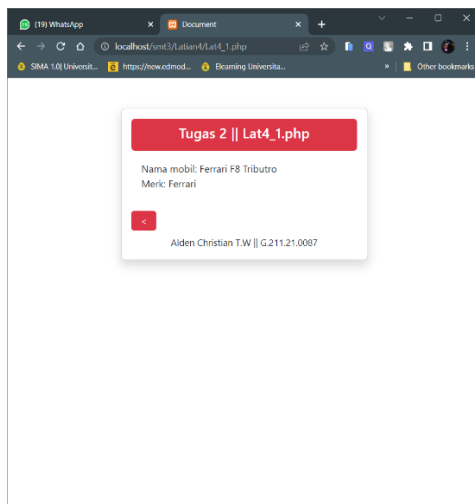 (19) WhatsApp
Document
localhost/smt3/Latian4/Lat4_1.php
SIMA 1.0| Universit...
https://new.edmod...
Elearning Universita...
»
Other bookmarks
Tugas 2 || Lat4_1.php
Nama mobil: Ferrari F8 Tributro
Merk: Ferrari
<
Alden Christian T.W || G.211.21.0087